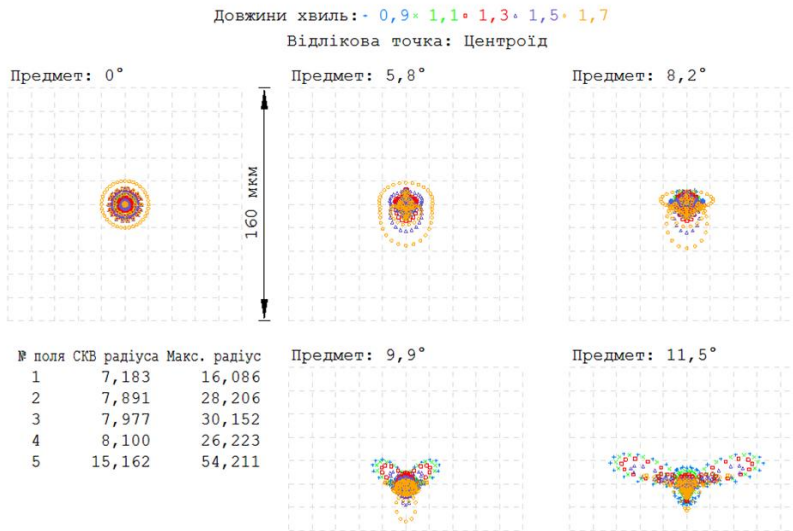 Довжини хвиль: 0,9 1,1 1,3 1,5 1,7
Відлікова точка: Центроїд
Предмет: 0°
Предмет: 5,8°
Предмет: 8,2°
160 мкм
№ поля СКВ радіуса Макс. радіус
1 7,183 16,086
2 7,891 28,206
3 7,977 30,152
4 8,100 26,223
5 15,162 54,211
Предмет: 9,9°
Предмет: 11,5°